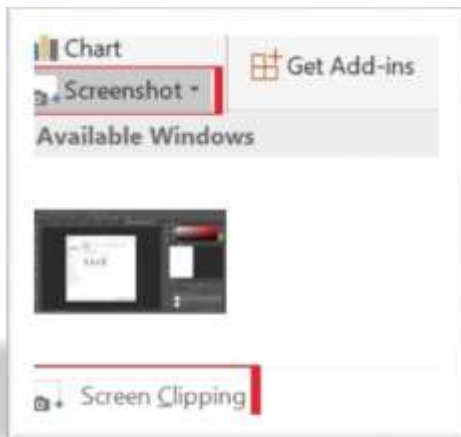 Chart
Get Add-ins
Screenshot
Available Windows
Screen Clipping